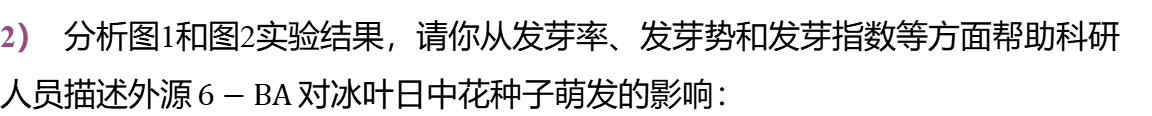 2） 分析图1和图2实验结果，请你从发芽率、发芽势和发芽指数等方面帮助科研
人员描述外源 6 − BA 对冰叶日中花种子萌发的影响：